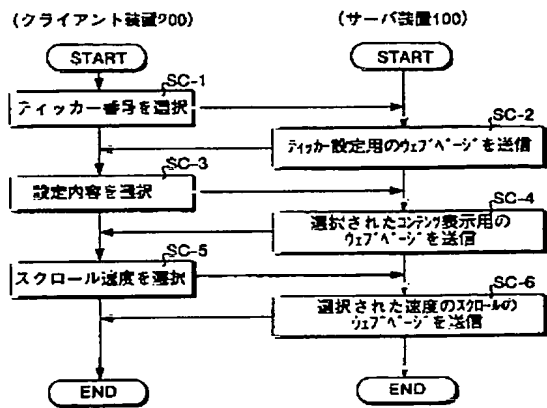 (クライアント装置200)
(サーバ装置100)
START
START
SC-1
ティッカー番号を選択
SC-2
ティッカー設定用のウェブページを送信
SC-3
設定内容を選択
SC-4
選択されたコンテンツ表示用の
ウェブページを送信
SC-5
スクロール速度を選択
SC-6
選択された速度のスクロールの
ウェブページを送信
END
END